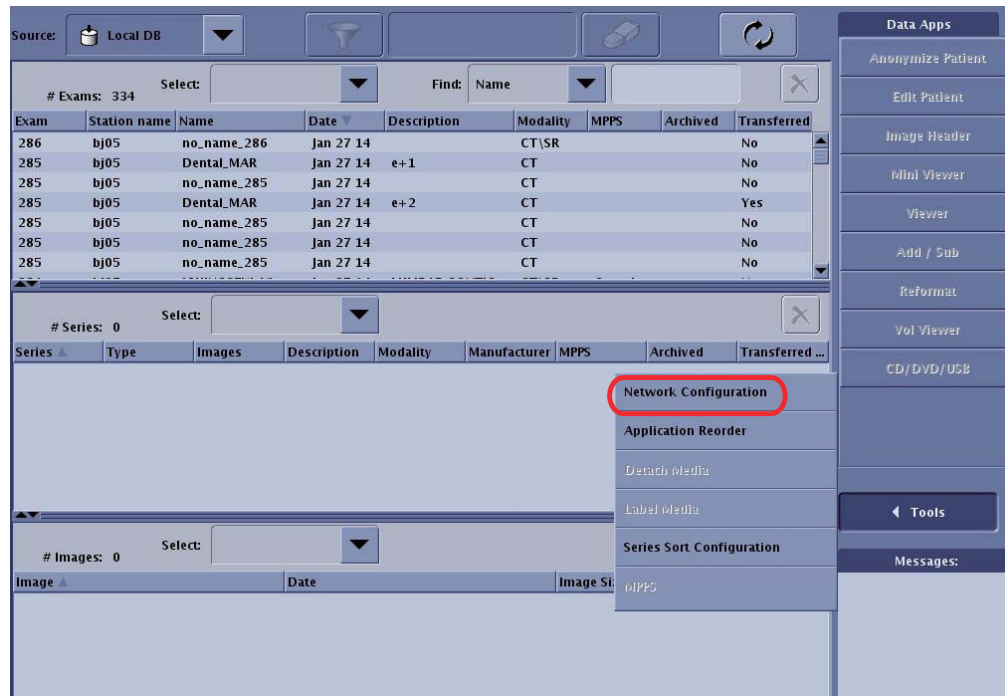 Source: Local DB
Select: Find: Name
# Exams: 334
Exam Station name Name Date Description Modality MPPS Archived Transferred
286 bj05 no_name_286 Jan 27 14 CT\SR No
285 bj05 Dental_MAR Jan 27 14 e+1 CT No
285 bj05 no_name_285 Jan 27 14 CT No
285 bj05 Dental_MAR Jan 27 14 e+2 CT Yes
285 bj05 no_name_285 Jan 27 14 CT No
285 bj05 no_name_285 Jan 27 14 CT No
285 bj05 no_name_285 Jan 27 14 CT No
Select:
# Series: 0
Series Type Images Description Modality Manufacturer MPPS Archived Transferred ...
Network Configuration
Application Reorder
Detach Media
Label Media
Series Sort Configuration
MPPS
Select:
# Images: 0
Image Date Image Si
Data Apps
Anonymize Patient
Edit Patient
Image Header
Mini Viewer
Viewer
Add / Sub
Reformat
Vol Viewer
CD/DVD/USB
Tools
Messages: